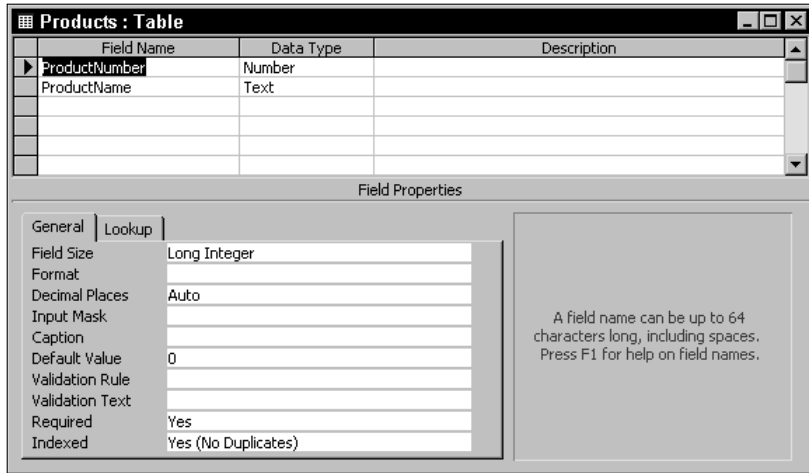 Products : Table
Field Name Data Type Description
ProductNumber Number
ProductName Text
Field Properties
General Lookup
Field Size Long Integer
Format
Decimal Places Auto
Input Mask
Caption
Default Value 0
Validation Rule
Validation Text
Required Yes
Indexed Yes (No Duplicates)
A field name can be up to 64
characters long, including spaces.
Press F1 for help on field names.